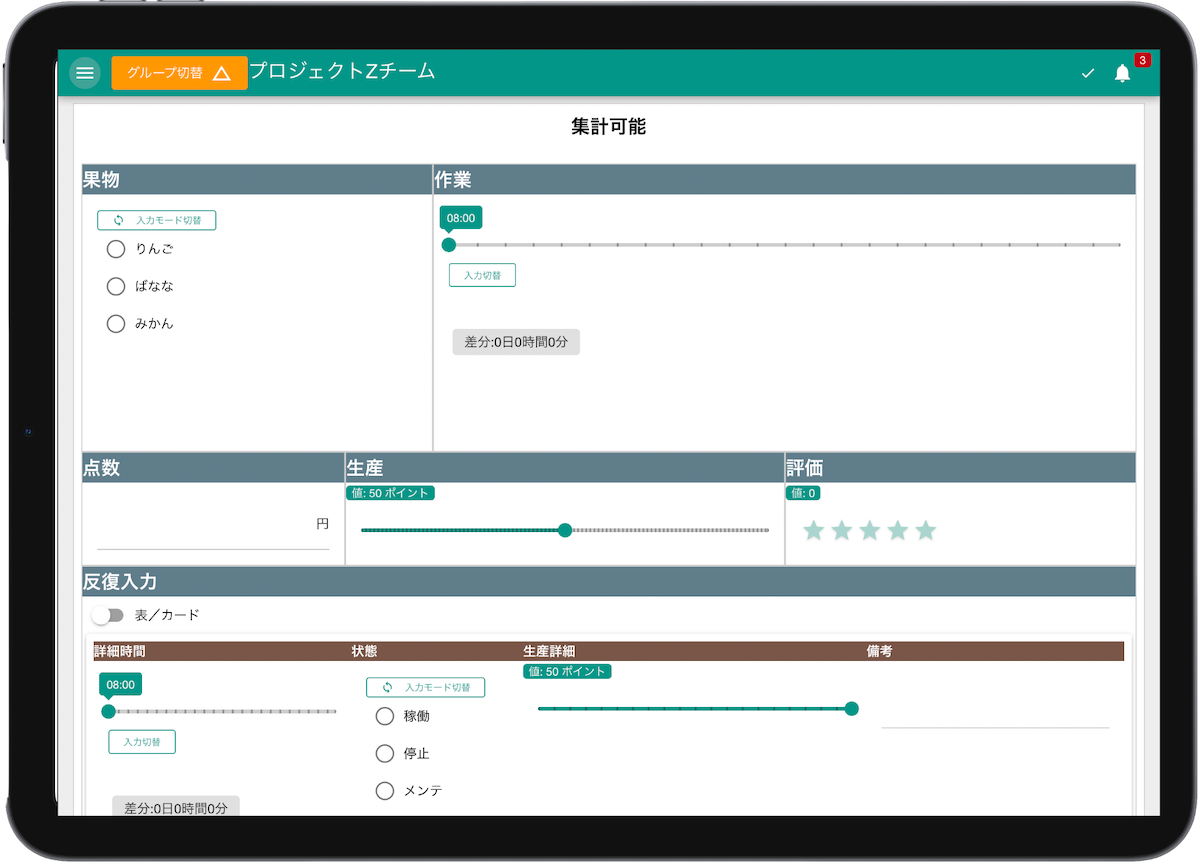 グループ切替 プロジェクトZチーム 3
集計可能
果物 作業
入力モード切替 08:00
りんご
入力切替
ばなな
みかん
差分:0日0時間0分
点数 生産 評価
値: 50 ポイント 値: 0
円
反復入力
表/カード
詳細時間 状態 生産詳細 備考
値: 50 ポイント
08:00 入力モード切替
稼働
入力切替
停止
メンテ
差分:0日0時間0分